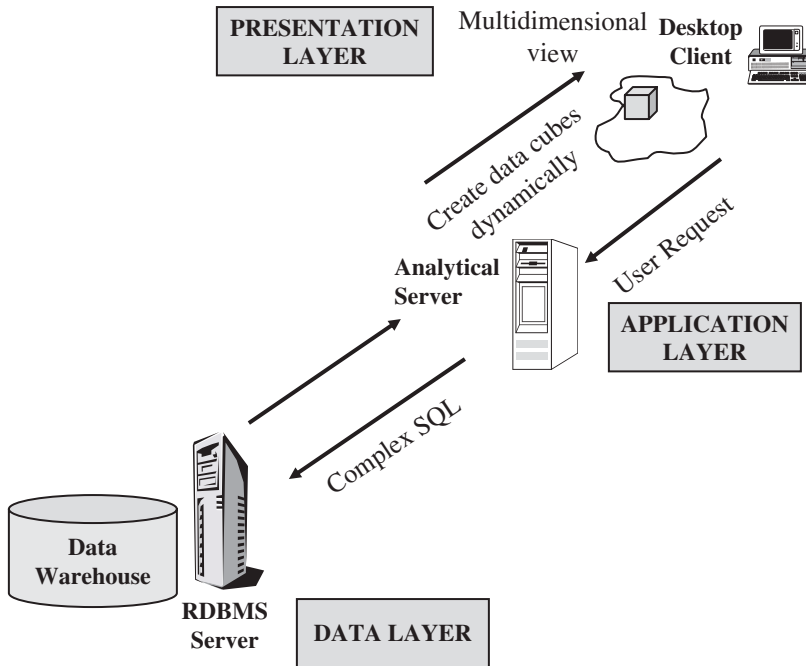 PRESENTATION
LAYER
Multidimensional
view
Desktop
Client
Create data cubes
dynamically
User Request
Analytical
Server
APPLICATION
LAYER
Complex SQL
Data
Warehouse
RDBMS
Server
DATA LAYER